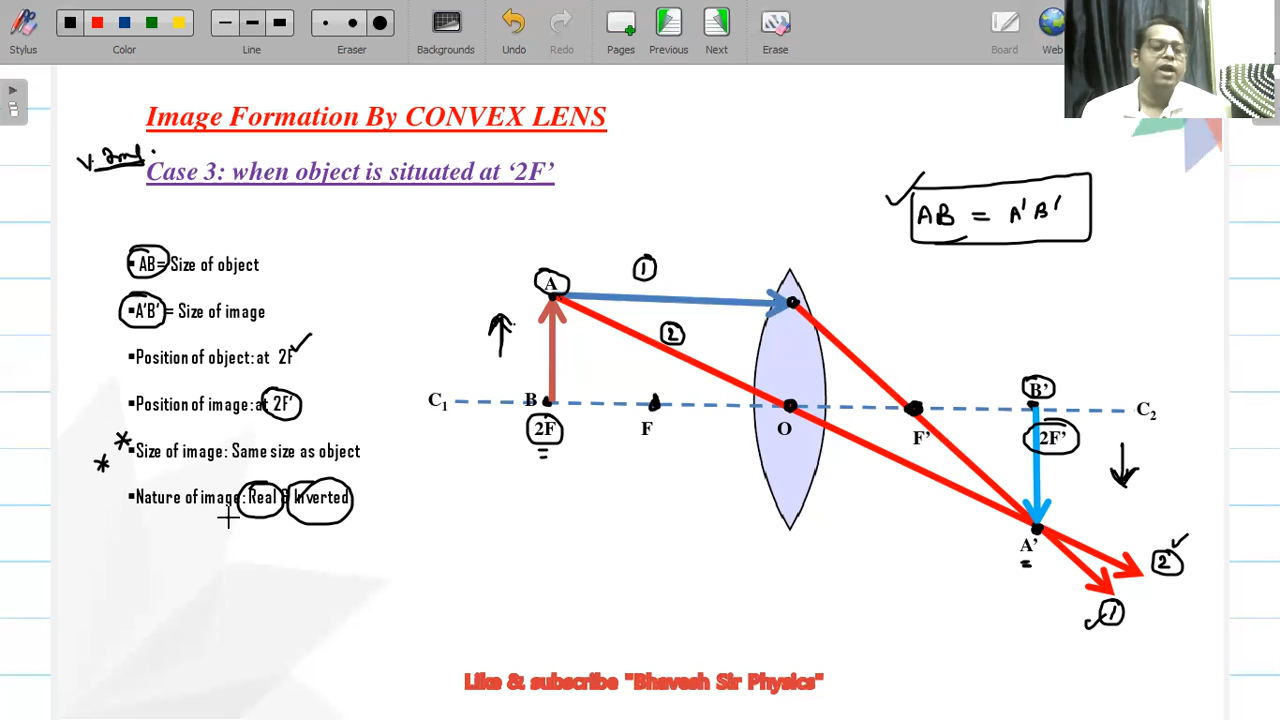 Stylus
Color
Line
Eraser
Backgrounds
Undo
Redo
Pages
Previous
Next
Erase
Board
Web
Image Formation By CONVEX LENS
V. Iml.
Case 3: when object is situated at ‘2F’
AB = A'B'
▪AB= Size of object
▪A'B' = Size of image
▪Position of object: at 2F
▪Position of image: at 2F'
▪Size of image: Same size as object
▪Nature of image: Real & Inverted
A
1
2
C1
B
2F
F
O
F’
B’
2F’
C2
A’
2
1
Like & subscribe "Bhavesh Sir Physics"